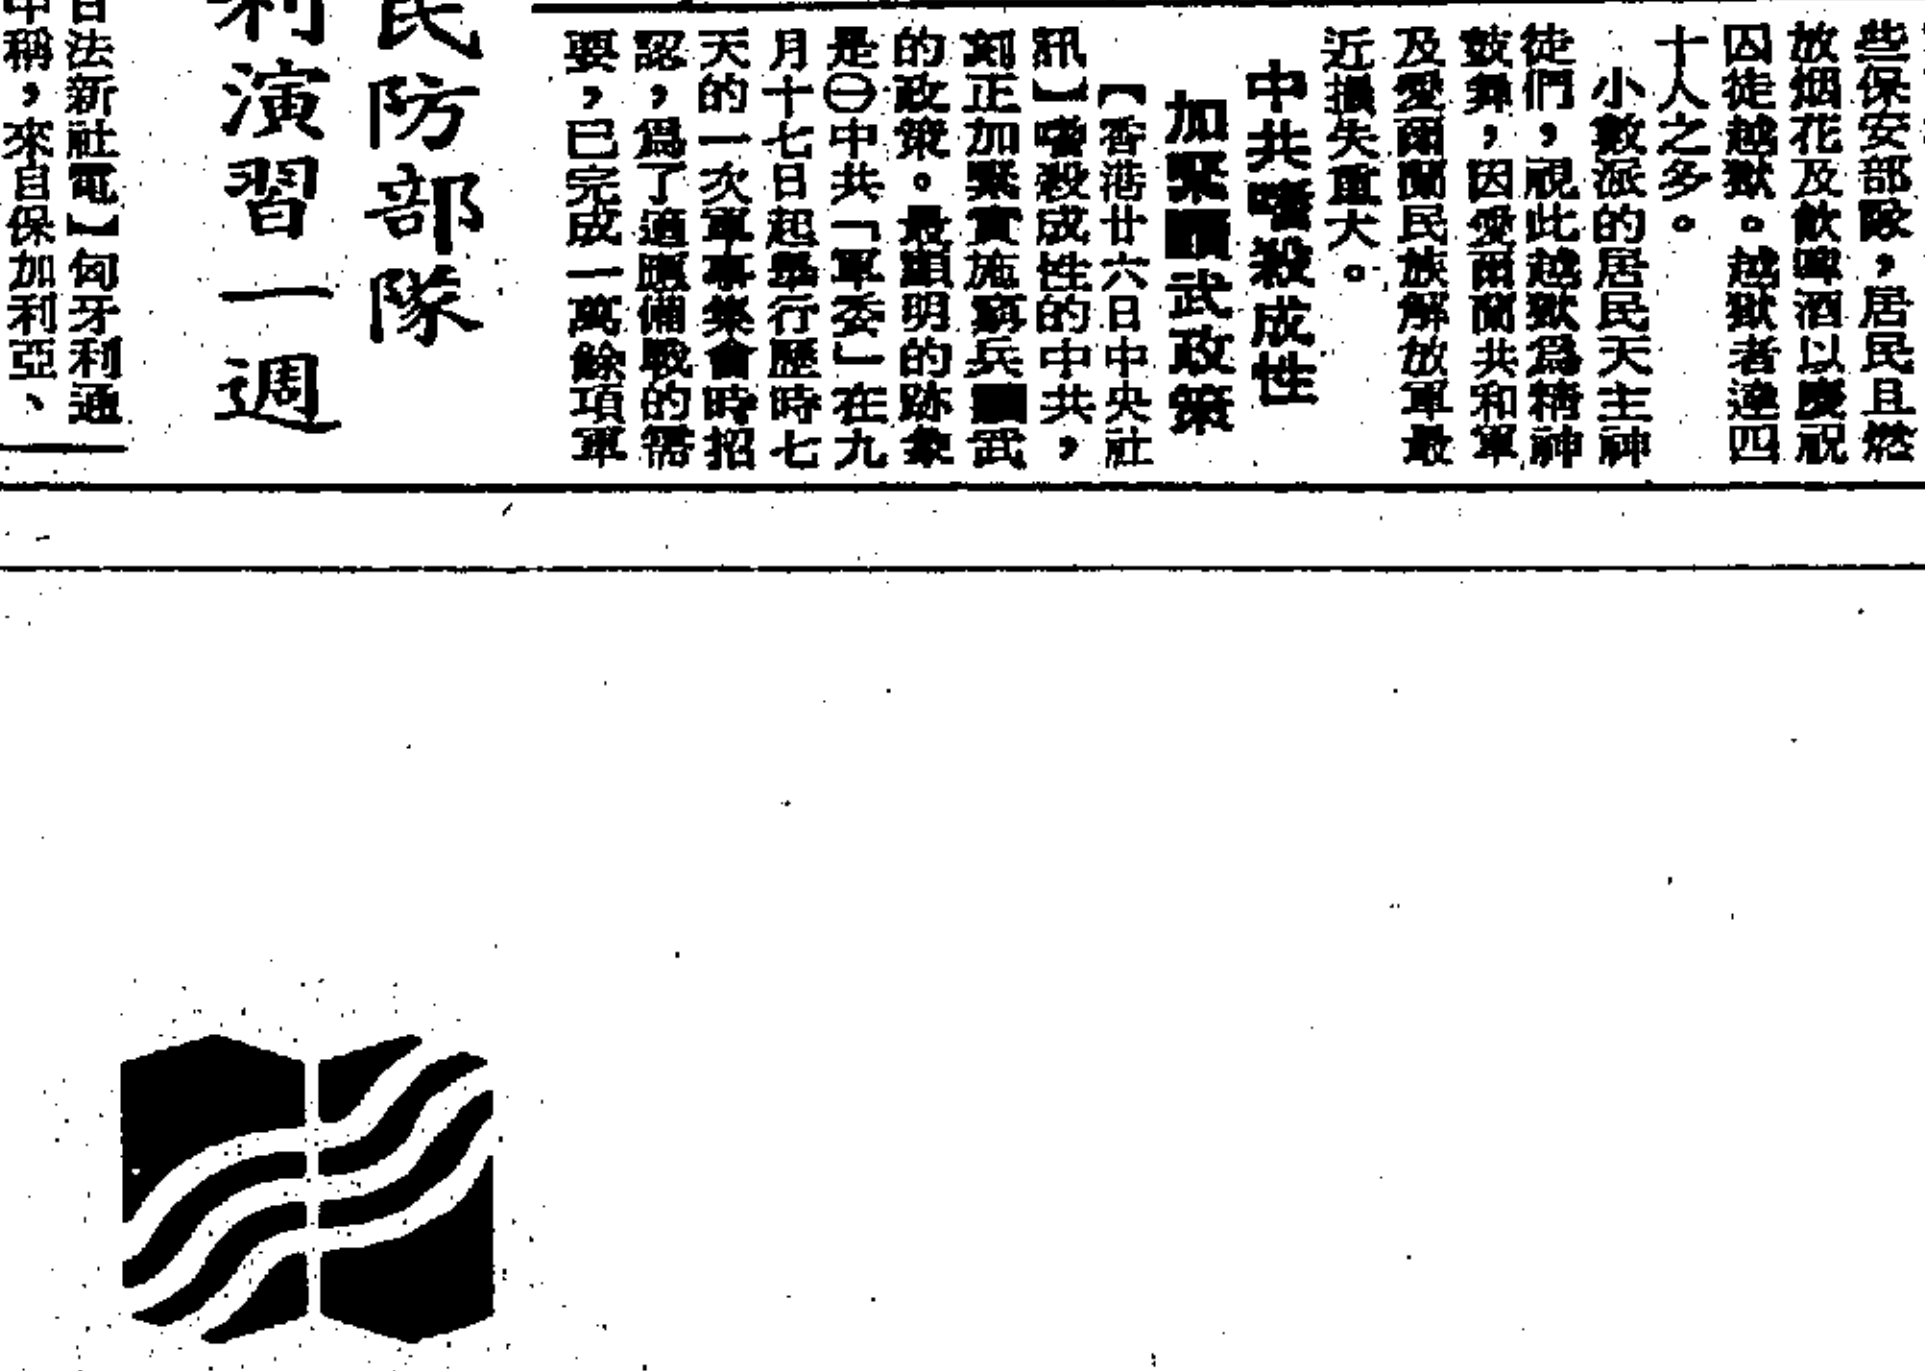 些保安部隊，居民且燃
放烟花及飲啤酒以慶祝
囚徒越獄。越獄者達四
十人之多。
小數派的居民天主神
徒們，視此越獄爲精神
鼓舞，因愛爾蘭共和軍
及愛爾蘭民族解放軍最
近損失重大。
中共嗜殺成性
加緊黷武政策
【香港廿六日中央社
訊】嗜殺成性的中共，
刻正加緊實施窮兵黷武
的政策。最顯明的跡象
是㊀中共「軍委」在九
月十七日起舉行歷時七
天的一次軍事集會時招
認，爲了適應備戰的需
要，已完成一萬餘項軍
民防部隊
利演習一週
日法新社電】匈牙利通
中稱，來自保加利亞、